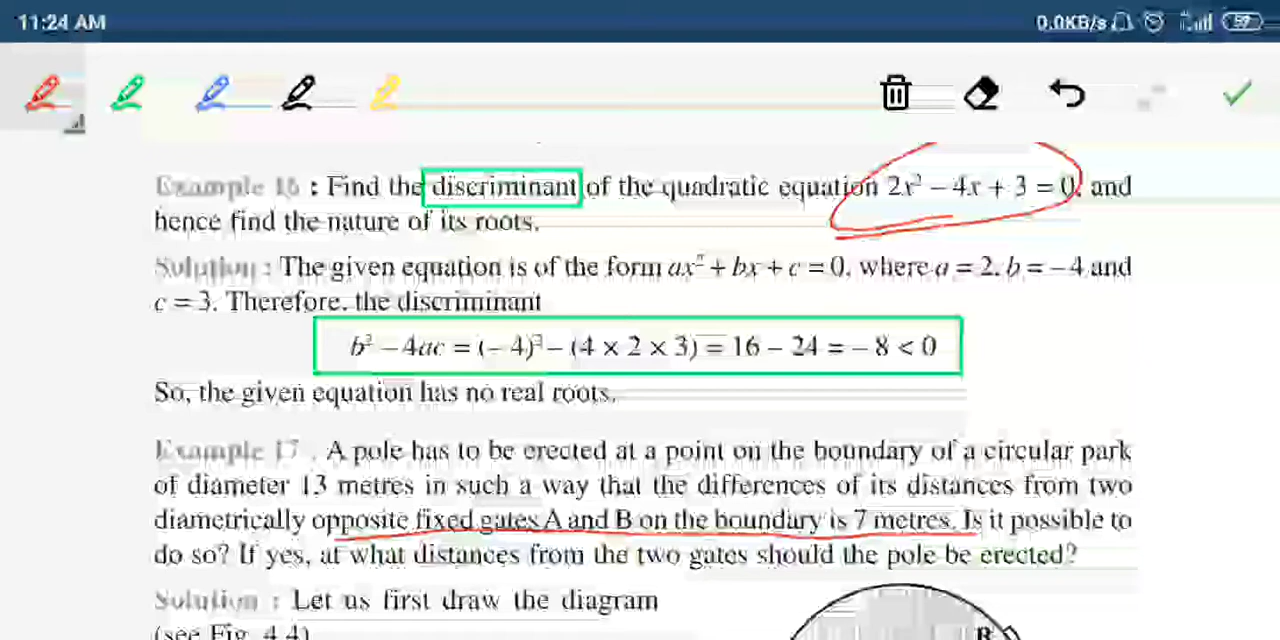 11:24 AM 0.0KB/s 59
Example 16 : Find the discriminant of the quadratic equation 2x² – 4x + 3 = 0, and
hence find the nature of its roots.
Solution : The given equation is of the form ax² + bx + c = 0, where a = 2, b = – 4 and
c = 3. Therefore, the discriminant
b² – 4ac = (– 4)² – (4 × 2 × 3) = 16 – 24 = – 8 < 0
So, the given equation has no real roots.
Example 17 : A pole has to be erected at a point on the boundary of a circular park
of diameter 13 metres in such a way that the differences of its distances from two
diametrically opposite fixed gates A and B on the boundary is 7 metres. Is it possible to
do so? If yes, at what distances from the two gates should the pole be erected?
Solution : Let us first draw the diagram
(see Fig. 4.4)
B